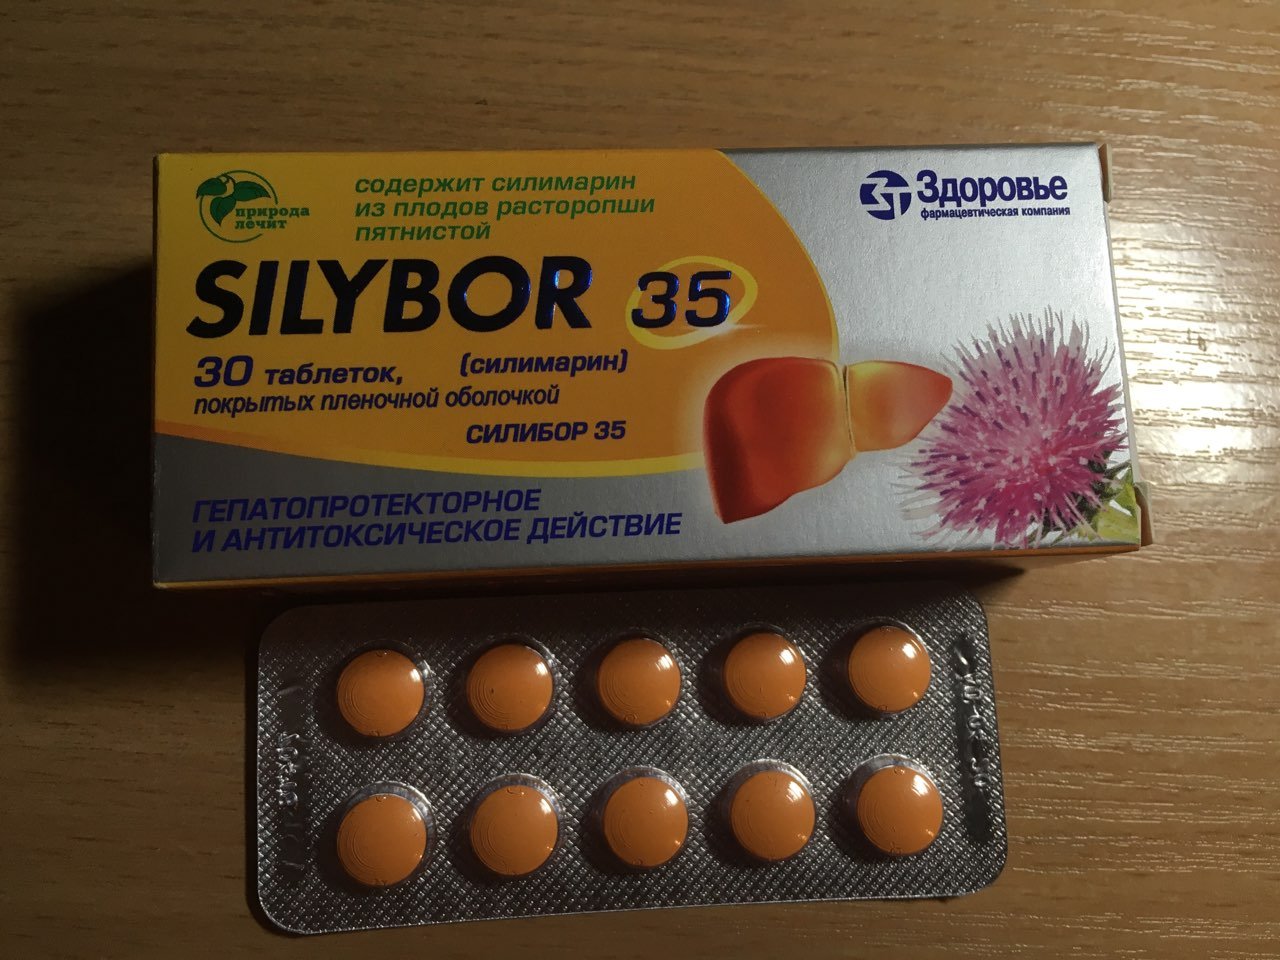 природа
лечит
содержит силимарин
из плодов расторопши
пятнистой
Здоровье
фармацевтическая компания
SILYBOR 35
30 таблеток, (силимарин)
покрытых пленочной оболочкой
СИЛИБОР 35
ГЕПАТОПРОТЕКТОРНОЕ
И АНТИТОКСИЧЕСКОЕ ДЕЙСТВИЕ